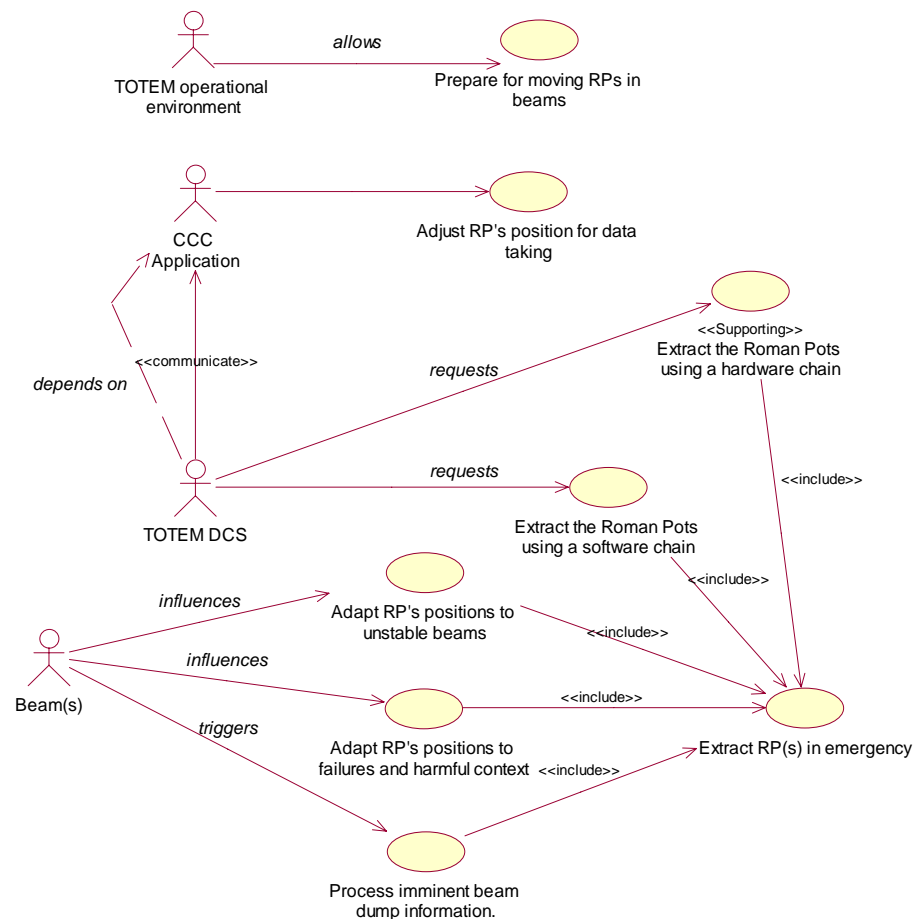 allows
TOTEM operational
environment
Prepare for moving RPs in
beams
CCC
Application
Adjust RP's position for data
taking
<<communicate>>
depends on
requests
<<Supporting>>
Extract the Roman Pots
using a hardware chain
requests
<<include>>
TOTEM DCS
Extract the Roman Pots
using a software chain
<<include>>
influences
Adapt RP's positions to
unstable beams
<<include>>
influences
Beam(s)
<<include>>
triggers
Adapt RP's positions to
failures and harmful context
<<include>>
Extract RP(s) in emergency
Process imminent beam
dump information.